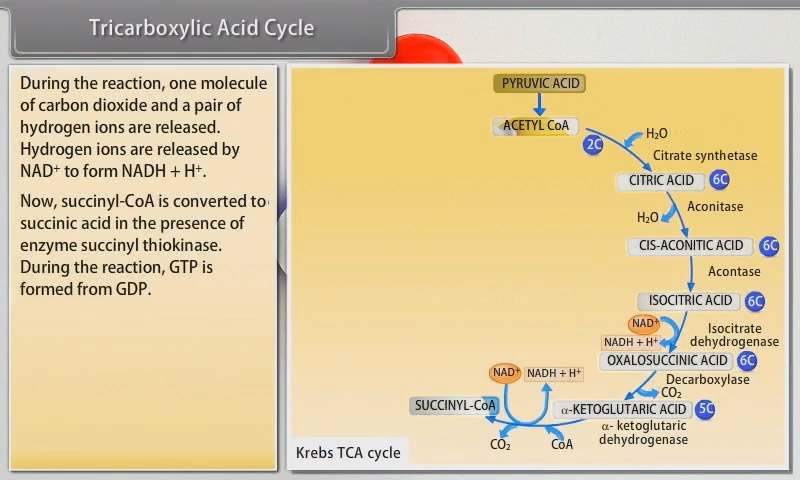 Tricarboxylic Acid Cycle
During the reaction, one molecule
of carbon dioxide and a pair of
hydrogen ions are released.
Hydrogen ions are released by
NAD⁺ to form NADH + H⁺.
Now, succinyl-CoA is converted to
succinic acid in the presence of
enzyme succinyl thiokinase.
During the reaction, GTP is
formed from GDP.
PYRUVIC ACID
ACETYL CoA
2C
H₂O
Citrate synthetase
CITRIC ACID
6C
H₂O
Aconitase
CIS-ACONITIC ACID
6C
Acontase
ISOCITRIC ACID
6C
NAD⁺
NADH + H⁺
Isocitrate
dehydrogenase
OXALOSUCCINIC ACID
6C
Decarboxylase
CO₂
NAD⁺
NADH + H⁺
SUCCINYL-CoA
α-KETOGLUTARIC ACID
5C
CO₂
CoA
α- ketoglutaric
dehydrogenase
Krebs TCA cycle